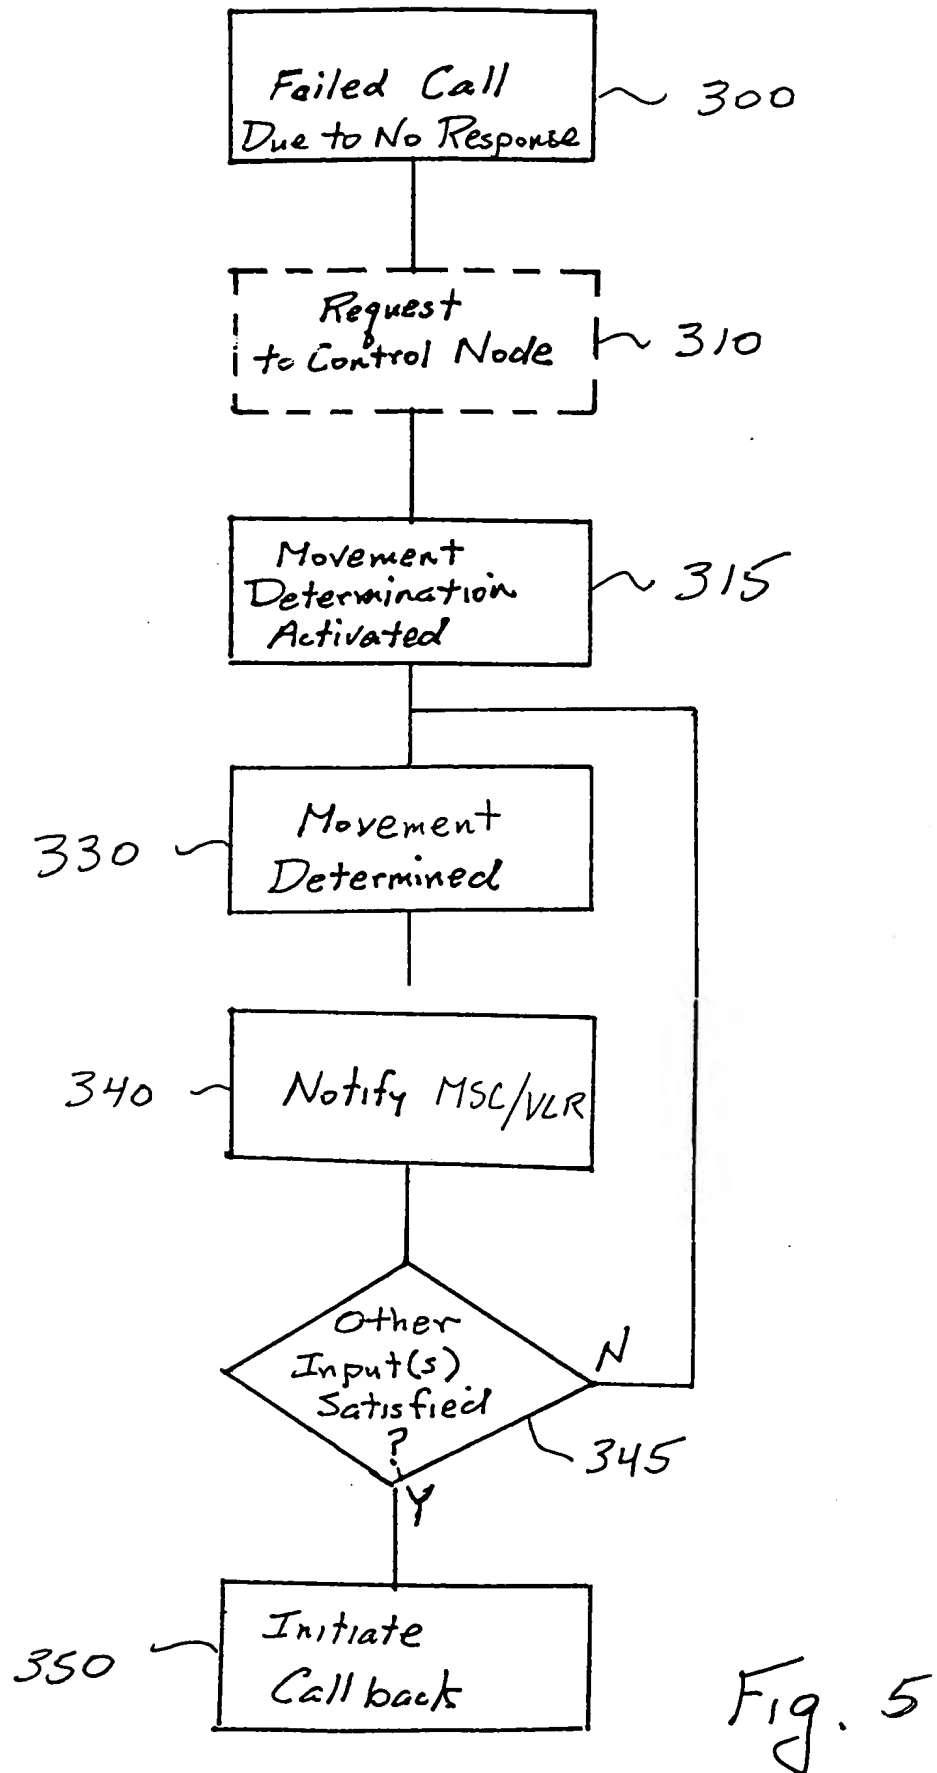 Failed Call
Due to No Response
300
Request
to Control Node
310
Movement
Determination
Activated
315
330
Movement
Determined
340
Notify MSC/VLR
Other
Input(s)
Satisfied
?
N
345
Y
350
Initiate
Callback
Fig. 5